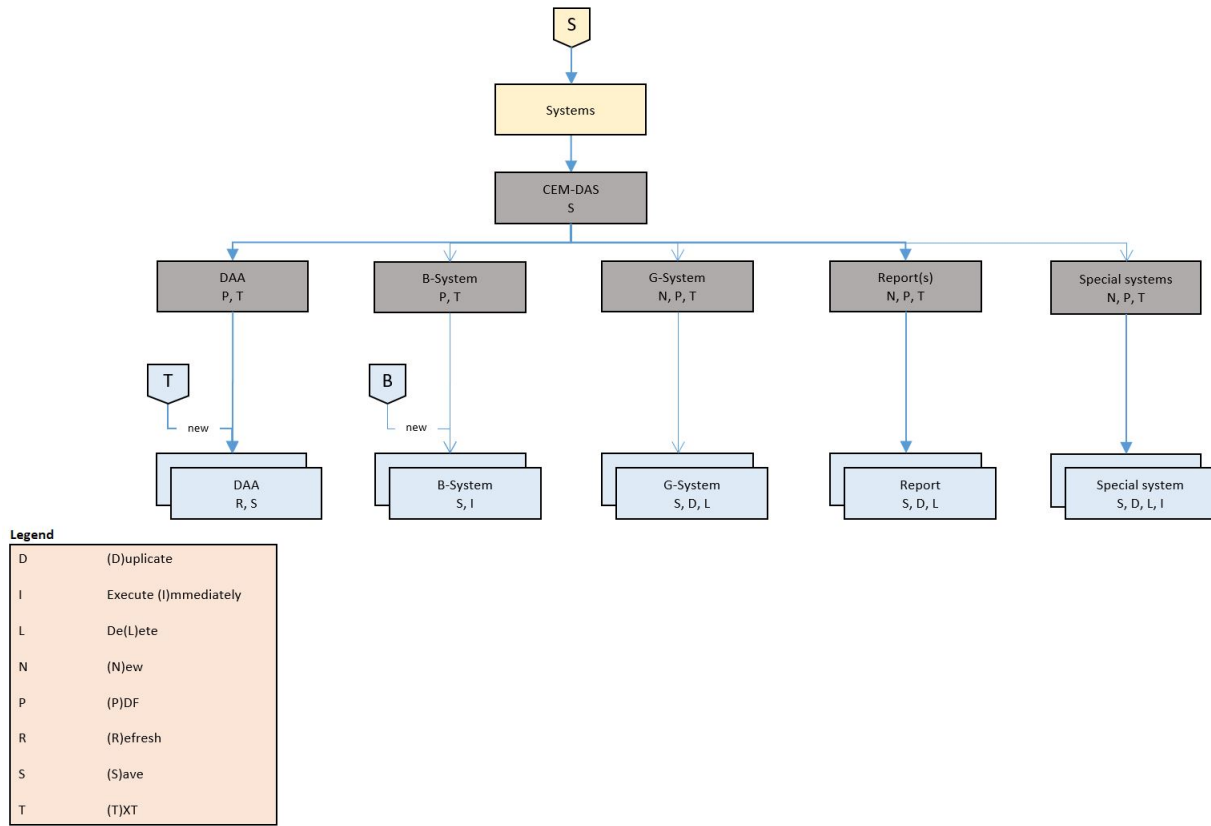 S
Systems
CEM-DAS
S
DAA
P, T
B-System
P, T
G-System
N, P, T
Report(s)
N, P, T
Special systems
N, P, T
T
B
new
new
DAA
R, S
B-System
S, I
G-System
S, D, L
Report
S, D, L
Special system
S, D, L, I
Legend
D (D)uplicate
I Execute (I)mmediately
L De(L)ete
N (N)ew
P (P)DF
R (R)efresh
S (S)ave
T (T)XT